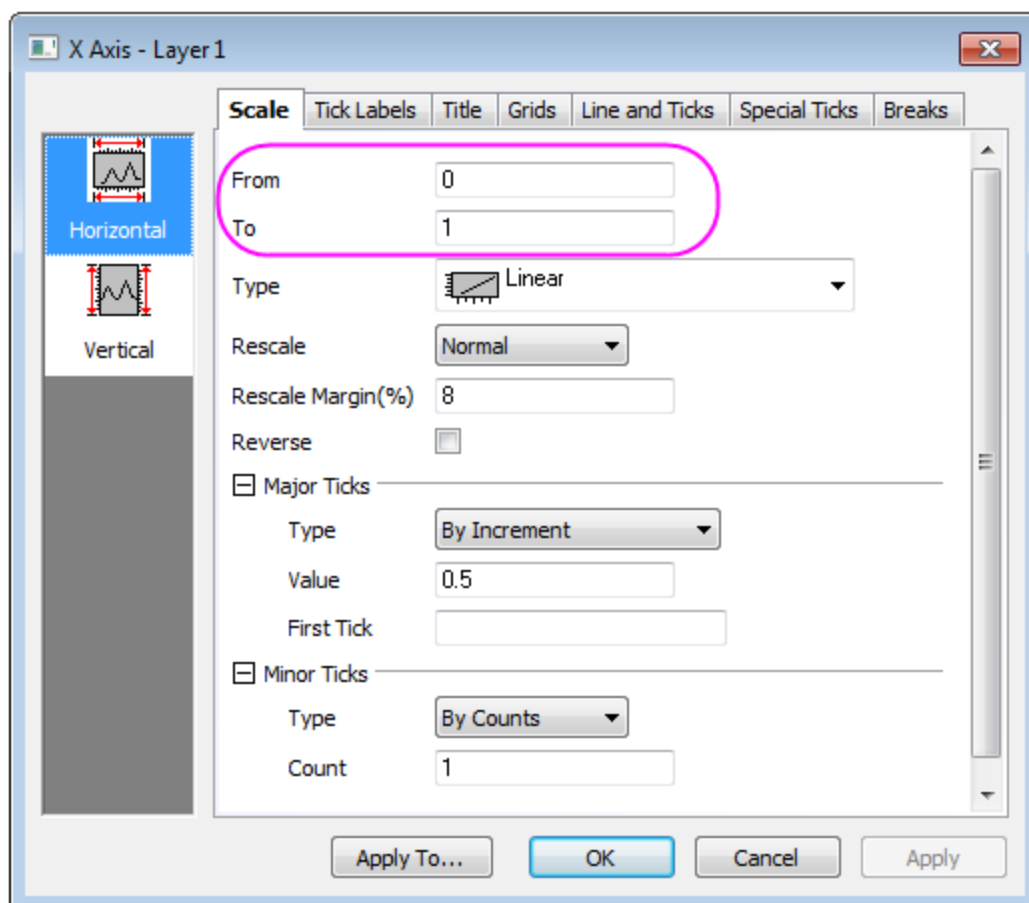 X Axis - Layer 1
Scale Tick Labels Title Grids Line and Ticks Special Ticks Breaks
Horizontal
Vertical
From 0
To 1
Type Linear
Rescale Normal
Rescale Margin(%) 8
Reverse
Major Ticks
Type By Increment
Value 0.5
First Tick
Minor Ticks
Type By Counts
Count 1
Apply To... OK Cancel Apply